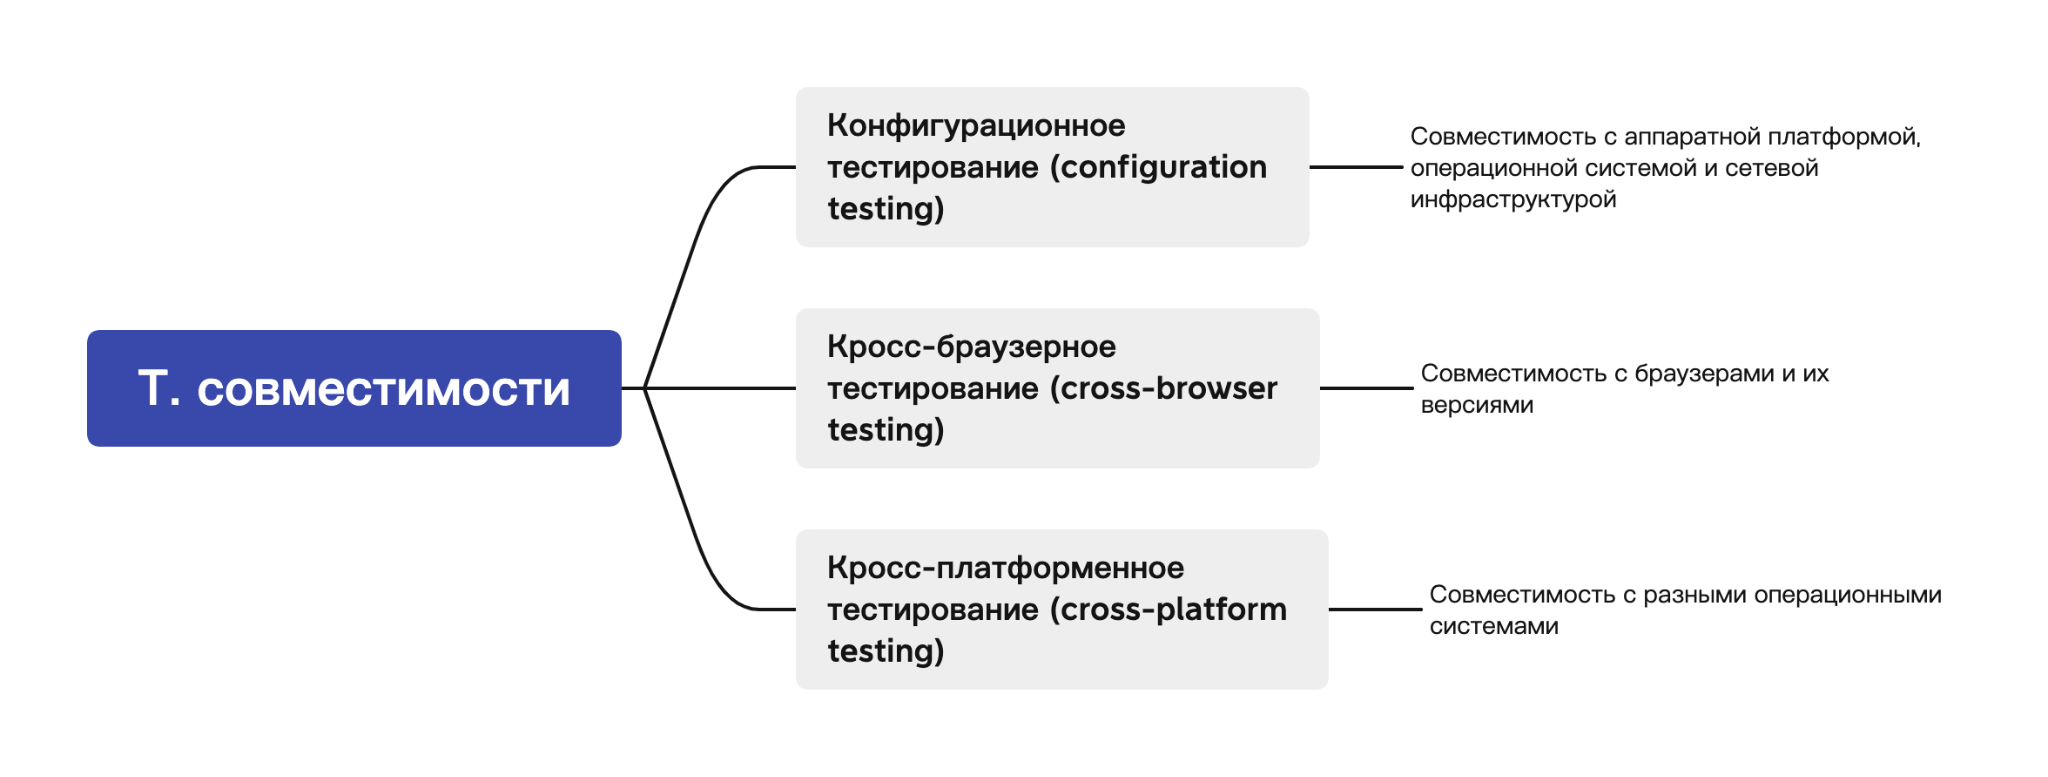 Т. совместимости
Конфигурационное
тестирование (configuration
testing)
Совместимость с аппаратной платформой,
операционной системой и сетевой
инфраструктурой
Кросс-браузерное
тестирование (cross-browser
testing)
Совместимость с браузерами и их
версиями
Кросс-платформенное
тестирование (cross-platform
testing)
Совместимость с разными операционными
системами